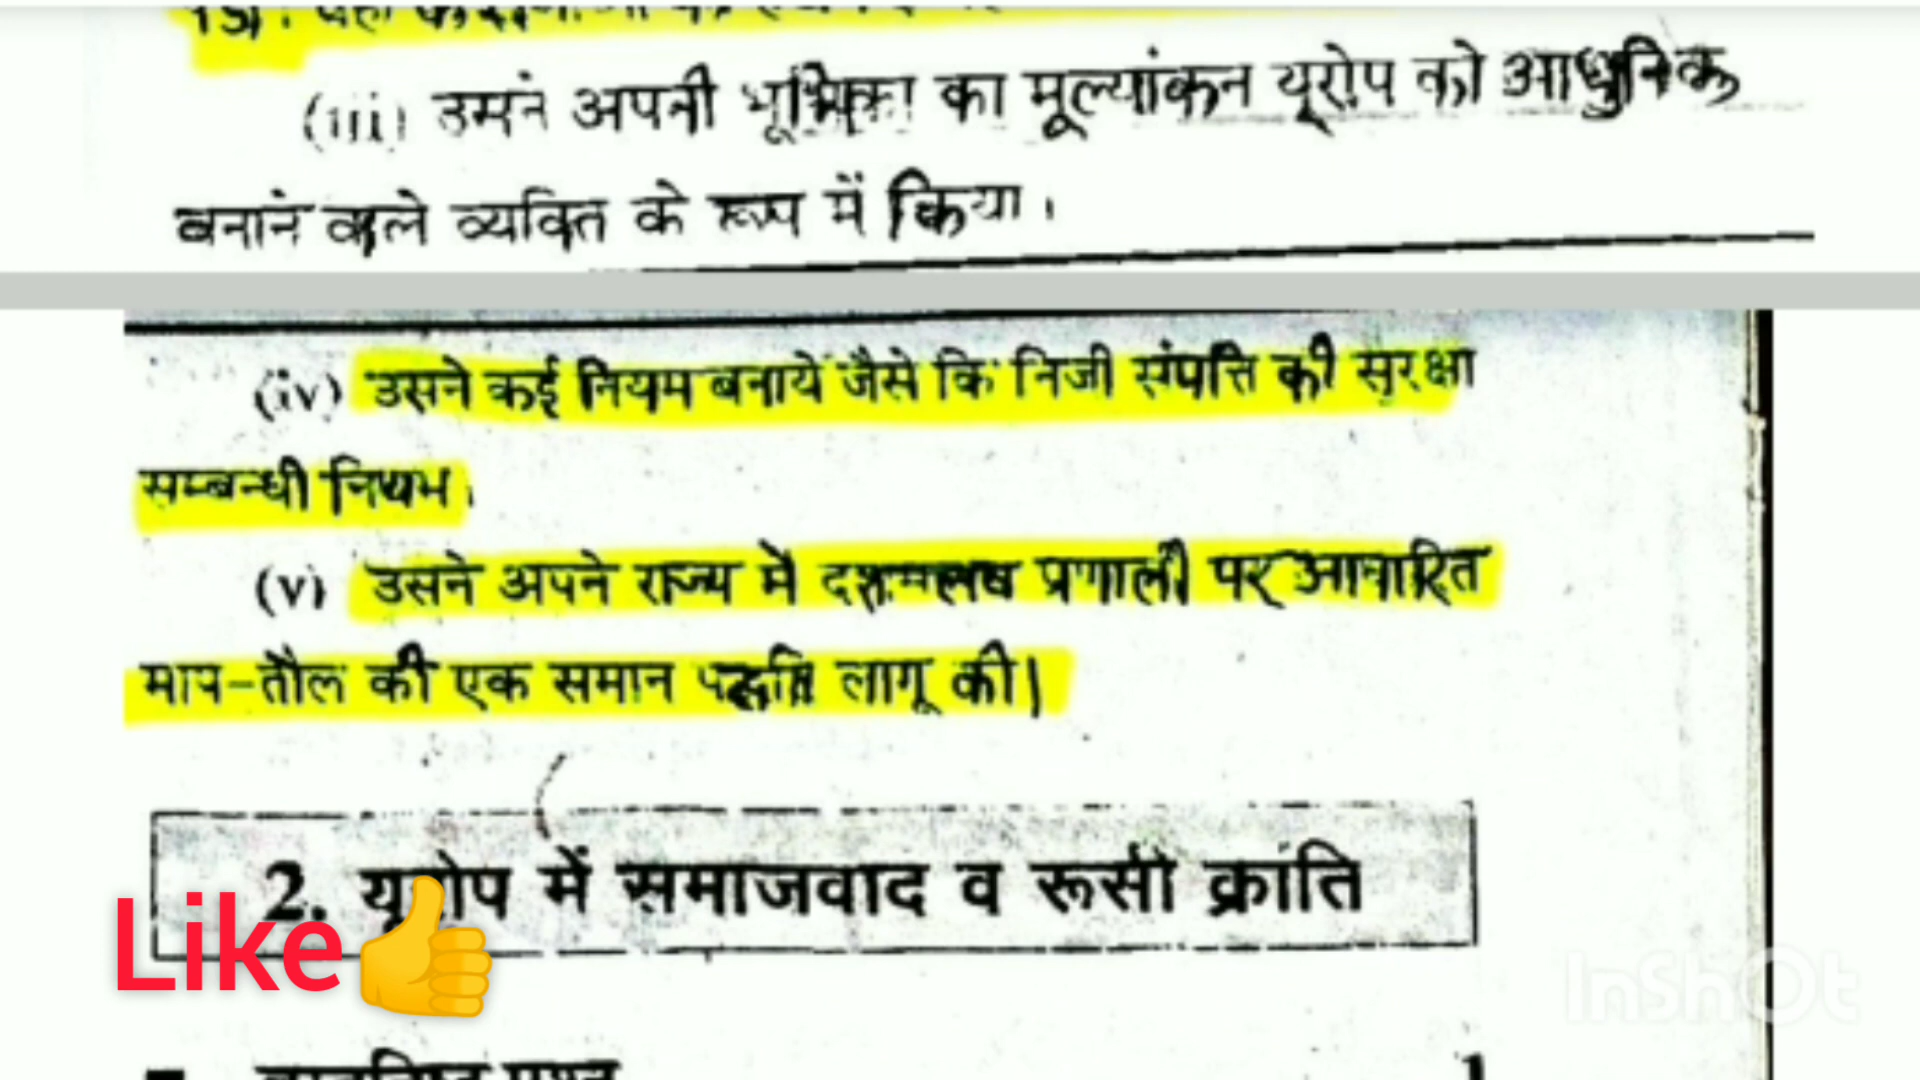 (iii) उसने अपनी भूमिका का मूल्यांकन यूरोप को आधुनिक
बनाने वाले व्यक्ति के रूप में किया।
(iv) उसने कई नियम बनाये जैसे कि निजी संपत्ति की सुरक्षा
सम्बन्धी नियम।
(v) उसने अपने राज्य में दशमलव प्रणाली पर आधारित
माप-तौल की एक समान पद्धति लागू की|
2. यूरोप में समाजवाद व रूसी क्रांति
Like👍
InShOt